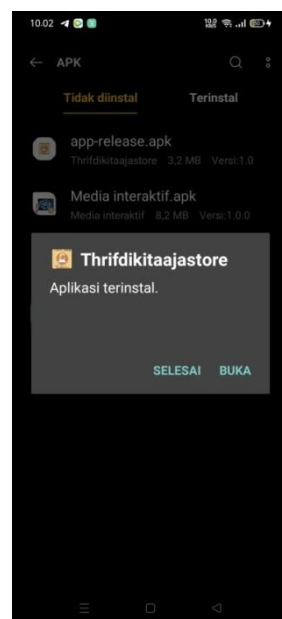 10.02
APK
Tidak diinstal Terinstal
app-release.apk
Thrifdikitaajastore 3,2 MB Versi:1.0
Media interaktif.apk
Media interaktif 8,2 MB Versi:1.0.0
Thrifdikitaajastore
Aplikasi terinstal.
SELESAI BUKA